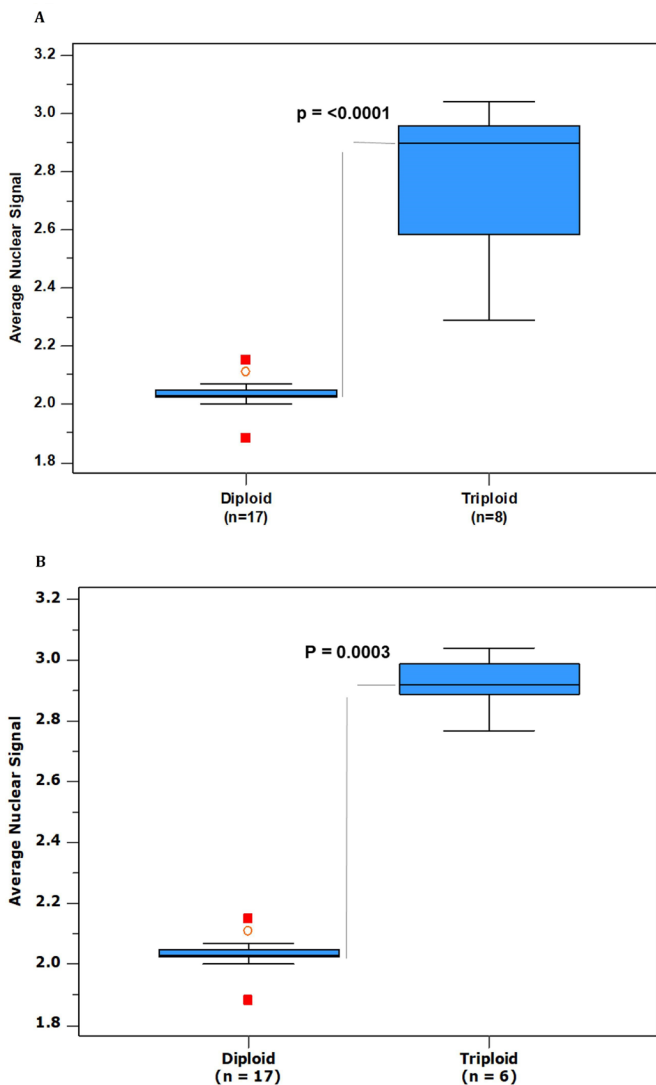 A
3.2
3.0
2.8
2.6
2.4
2.2
2.0
1.8
Average Nuclear Signal
p = <0.0001
Diploid
(n=17)
Triploid
(n=8)
B
3.2
3.0
2.8
2.6
2.4
2.2
2.0
1.8
Average Nuclear Signal
P = 0.0003
Diploid
(n = 17)
Triploid
(n = 6)